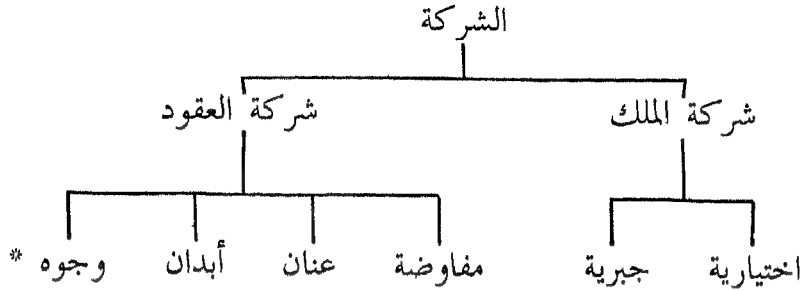 الشركة
شركة الملك شركة العقود
اختيارية جبرية مفاوضة عنان أبدان وجوه *